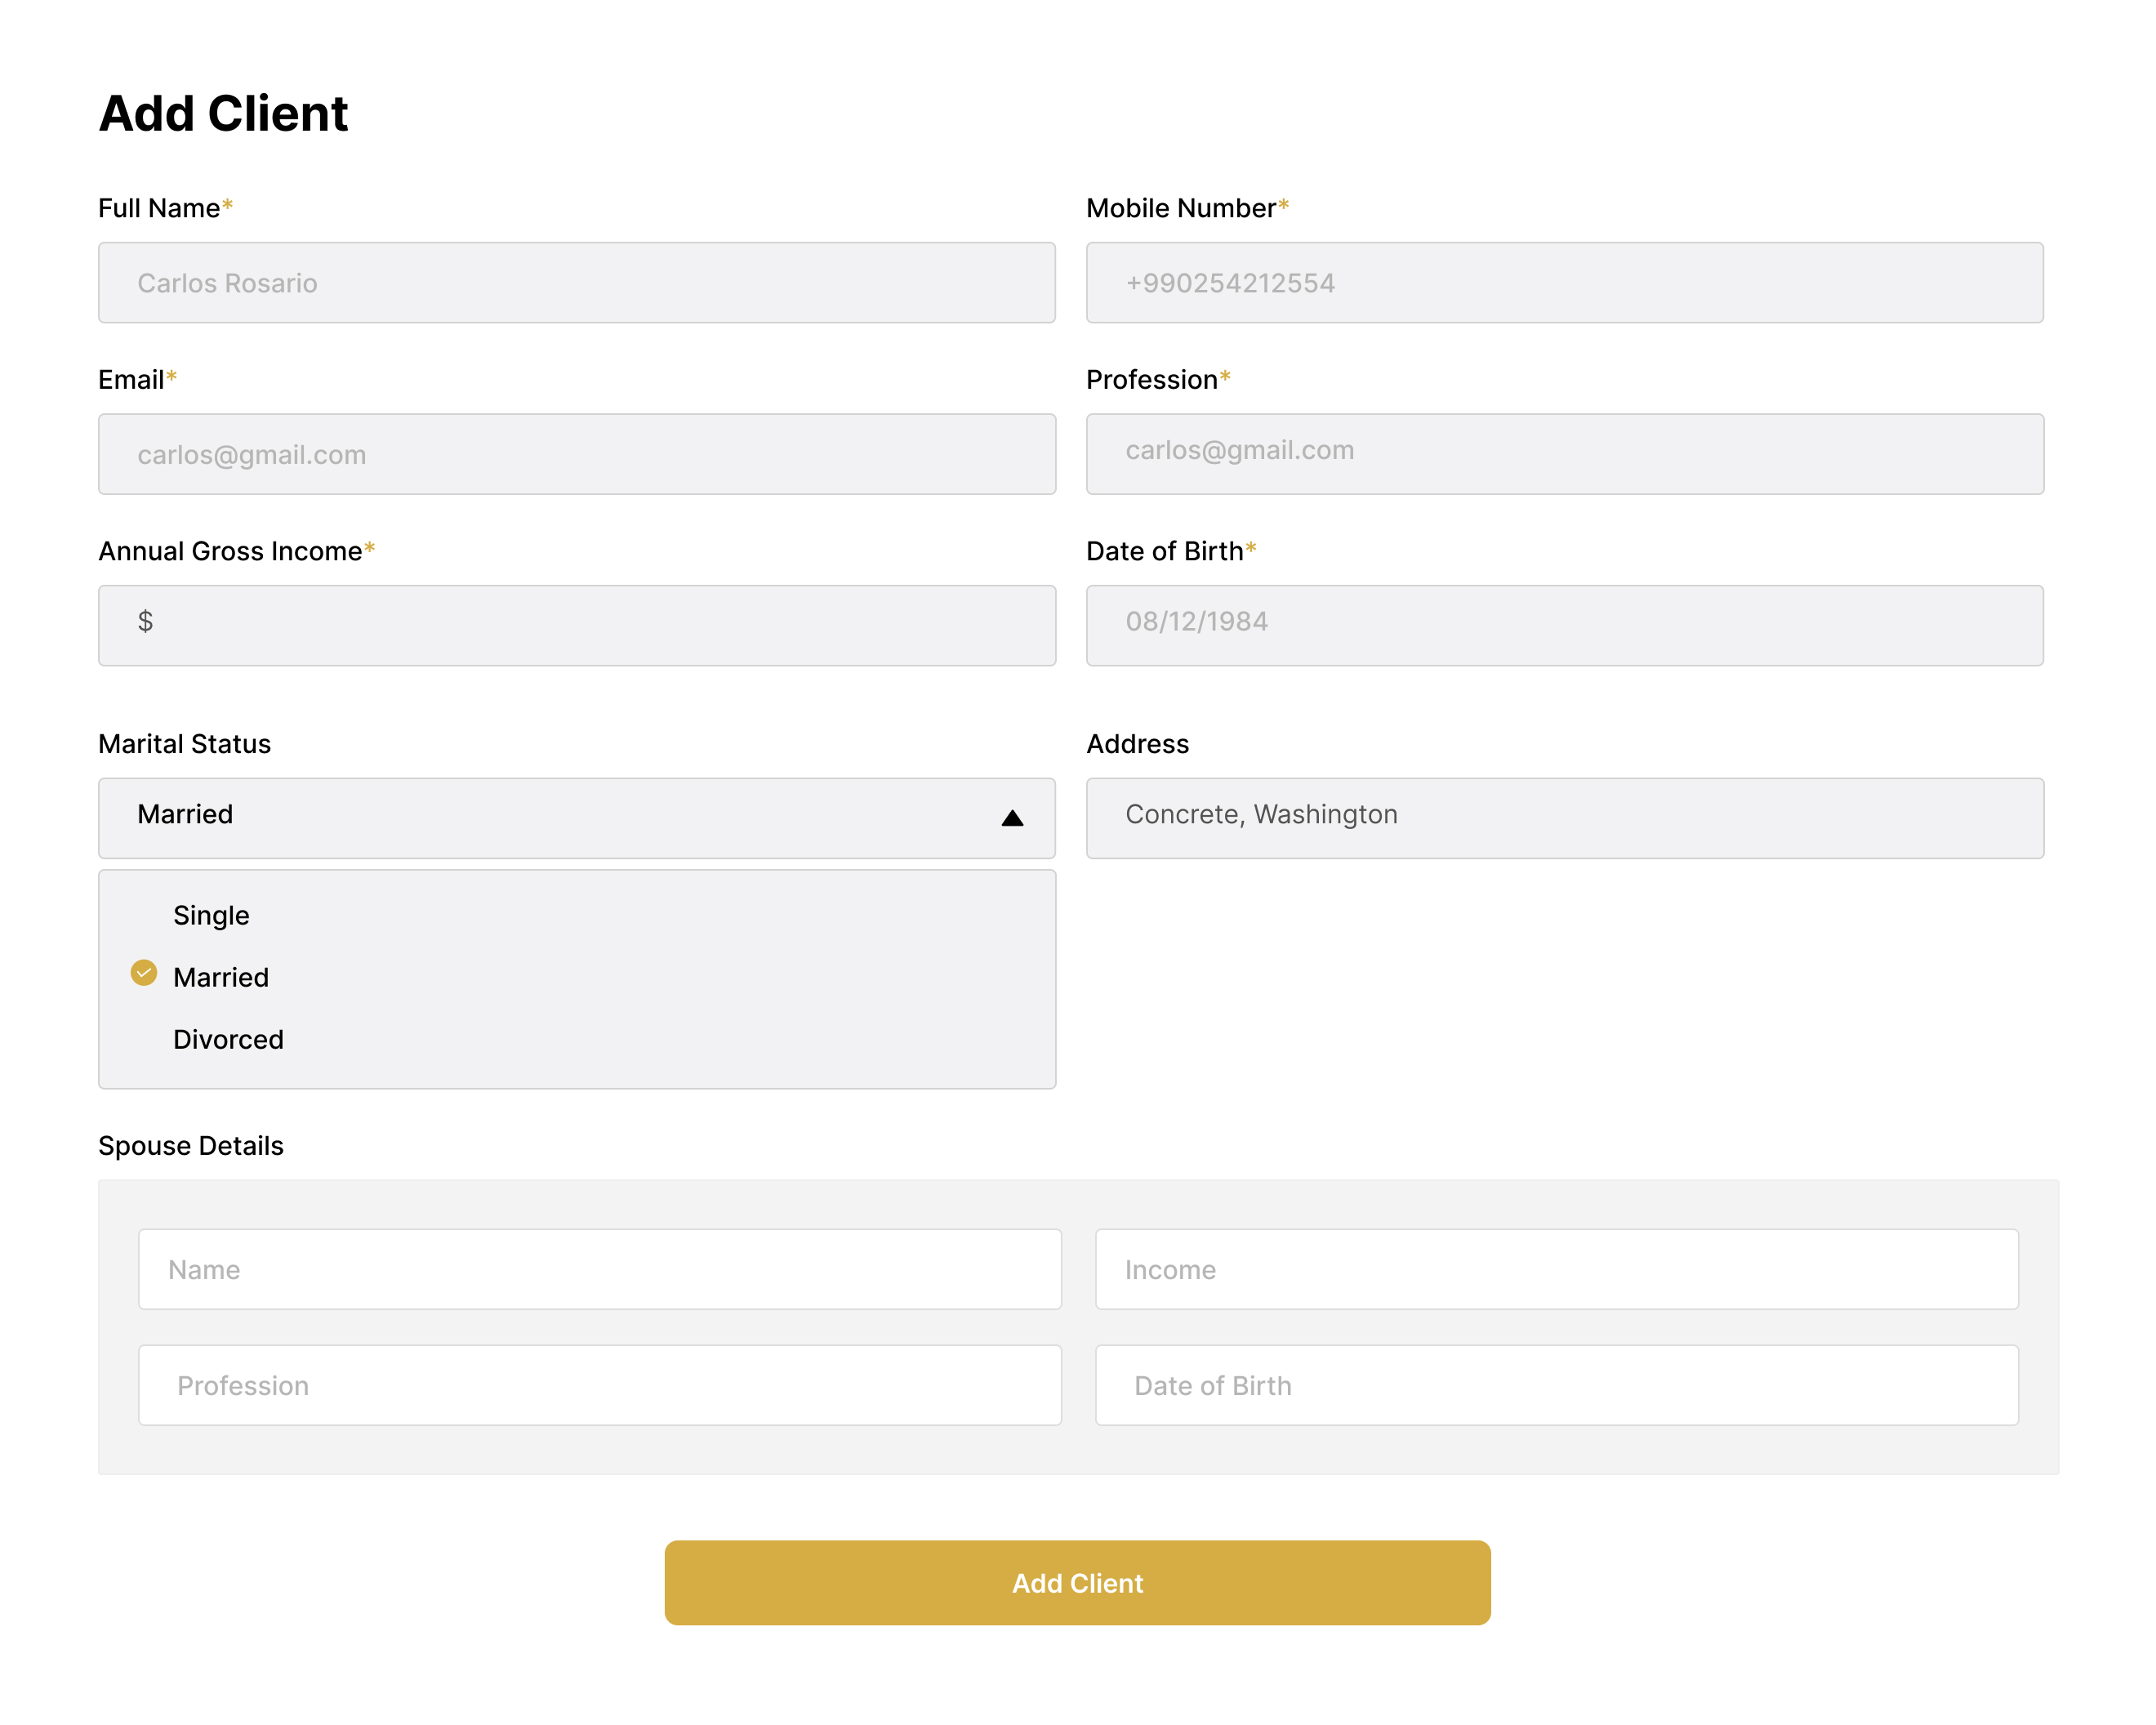 Add Client
Full Name* Mobile Number*
Carlos Rosario +990254212554
Email* Profession*
carlos@gmail.com carlos@gmail.com
Annual Gross Income* Date of Birth*
$ 08/12/1984
Marital Status Address
Married Concrete, Washington
Single
Married
Divorced
Spouse Details
Name Income
Profession Date of Birth
Add Client